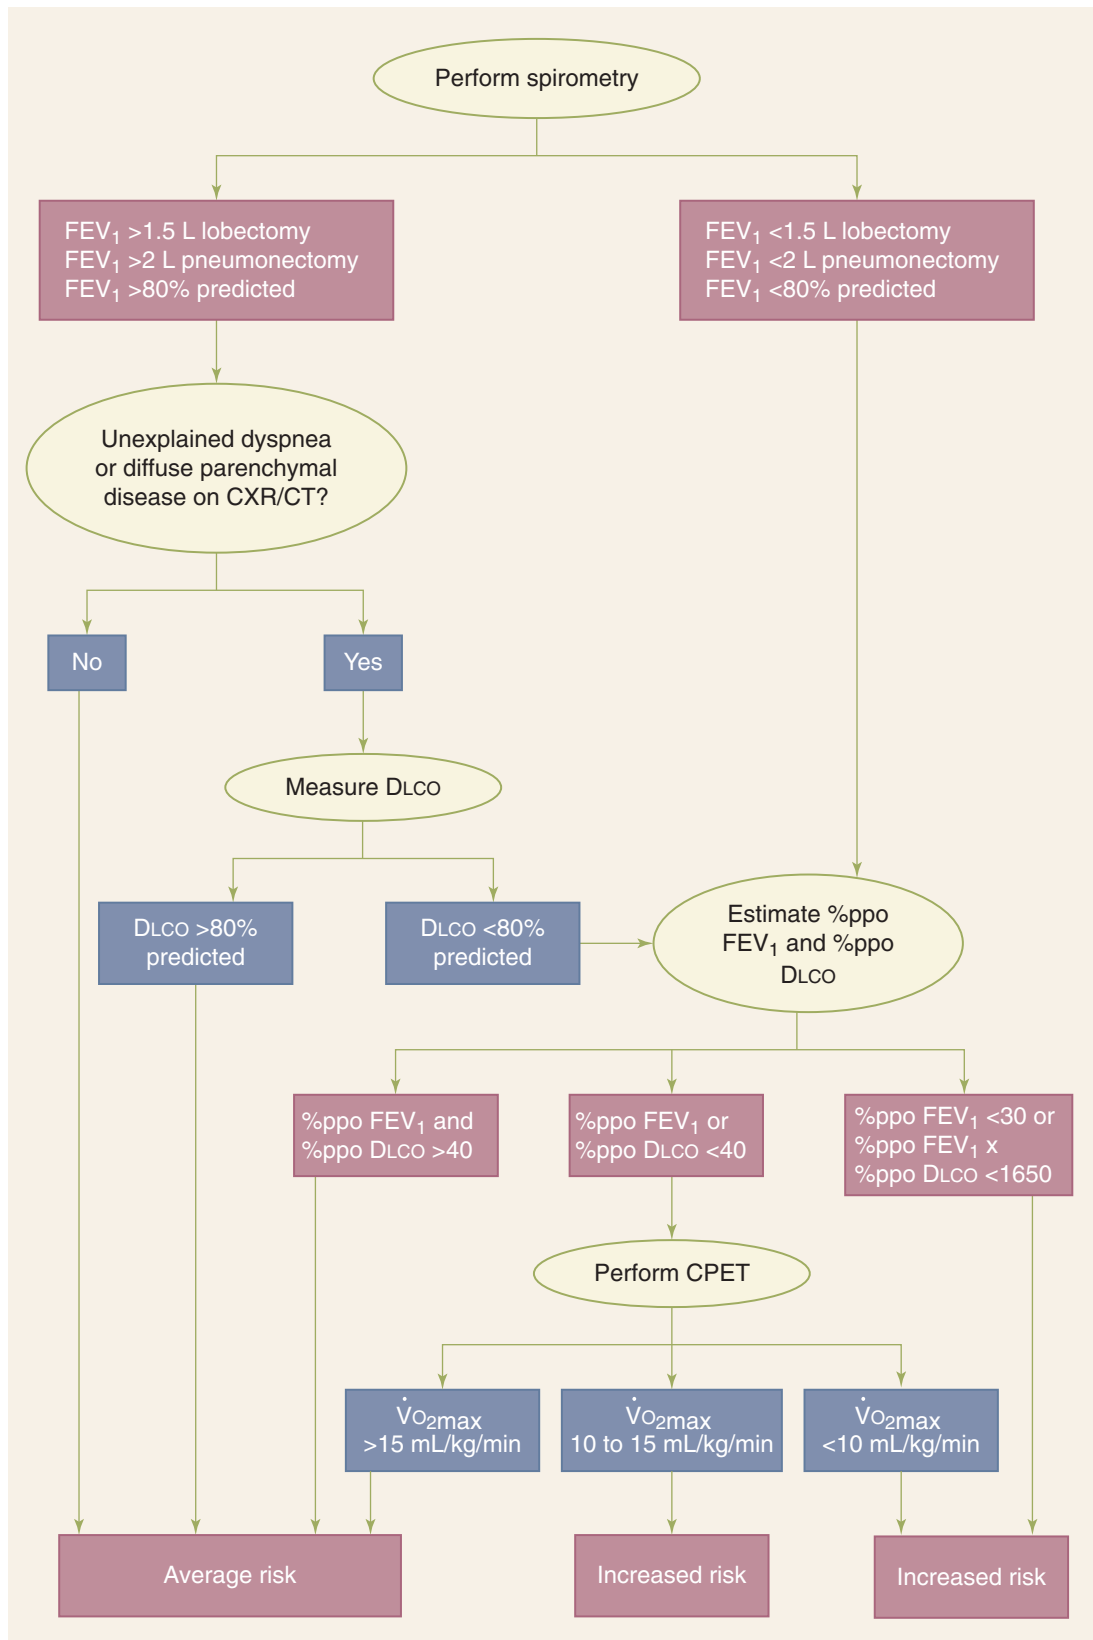 Perform spirometry
FEV₁ >1.5 L lobectomy
FEV₁ >2 L pneumonectomy
FEV₁ >80% predicted
FEV₁ <1.5 L lobectomy
FEV₁ <2 L pneumonectomy
FEV₁ <80% predicted
Unexplained dyspnea
or diffuse parenchymal
disease on CXR/CT?
No
Yes
Measure DLCO
DLCO >80%
predicted
DLCO <80%
predicted
Estimate %ppo
FEV₁ and %ppo
DLCO
%ppo FEV₁ and
%ppo DLCO >40
%ppo FEV₁ or
%ppo DLCO <40
%ppo FEV₁ <30 or
%ppo FEV₁ x
%ppo DLCO <1650
Perform CPET
V̇O₂max
>15 mL/kg/min
V̇O₂max
10 to 15 mL/kg/min
V̇O₂max
<10 mL/kg/min
Average risk
Increased risk
Increased risk